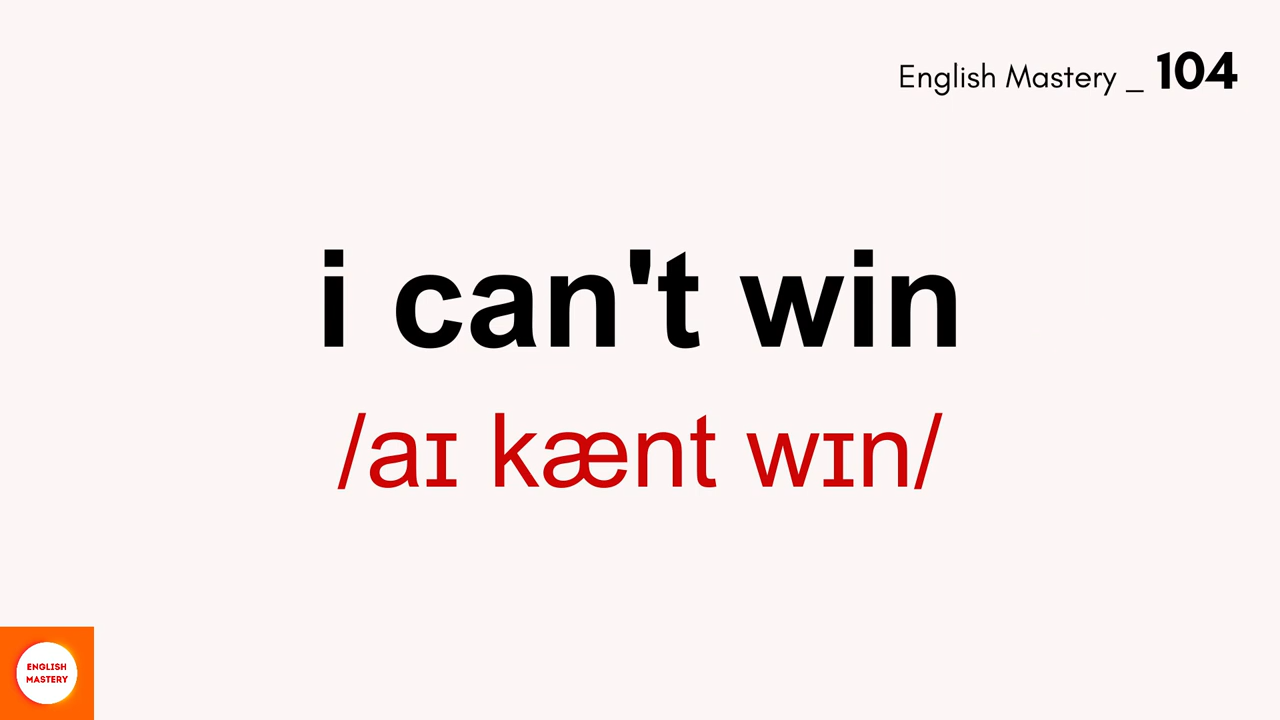 English Mastery _ 104
i can't win
/aɪ kænt wɪn/
ENGLISH
MASTERY